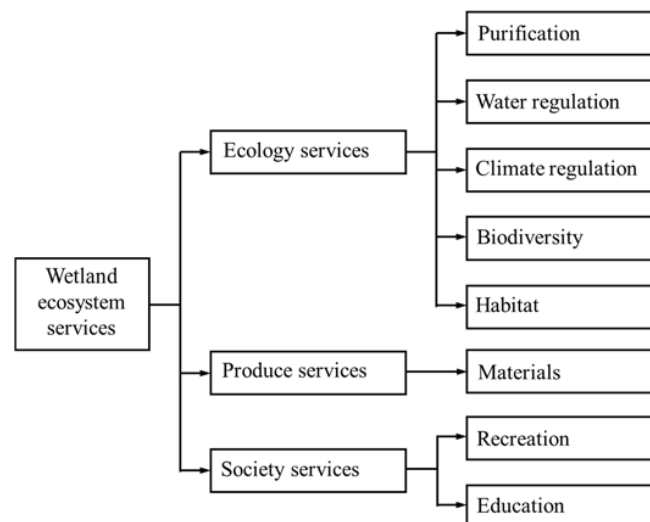 Purification
Water regulation
Ecology services
Climate regulation
Biodiversity
Wetland
ecosystem
services
Habitat
Produce services
Materials
Recreation
Society services
Education